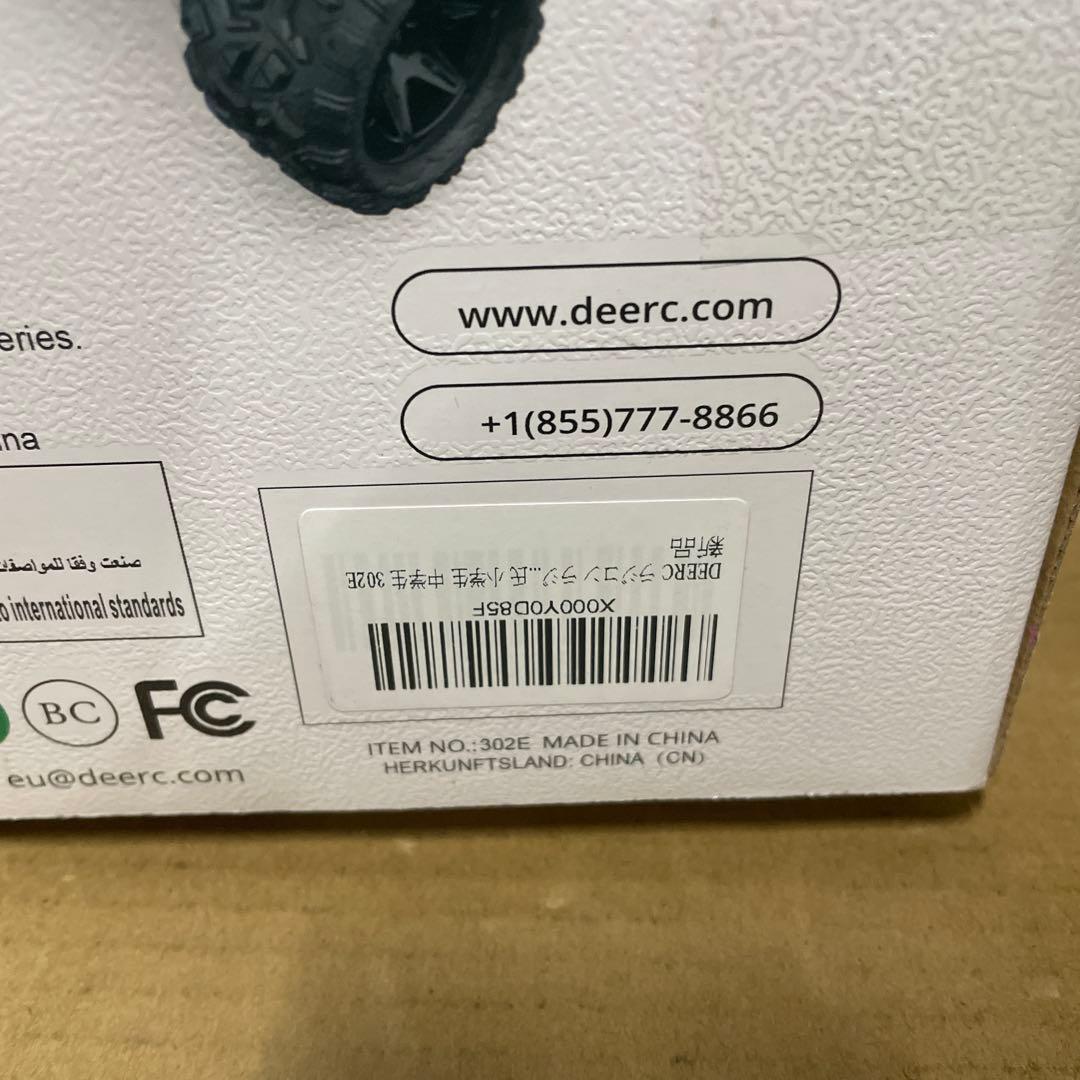 www.deerc.com
eries.
+1(855)777-8866
na
صنعت وفقا للمواصفات
o international standards
X000Y0D85F
DEERC ラジコン ラジ...氏 小学生 中学生 302E
新品
BC
FC
eu@deerc.com
ITEM NO.:302E MADE IN CHINA
HERKUNFTSLAND: CHINA (CN)